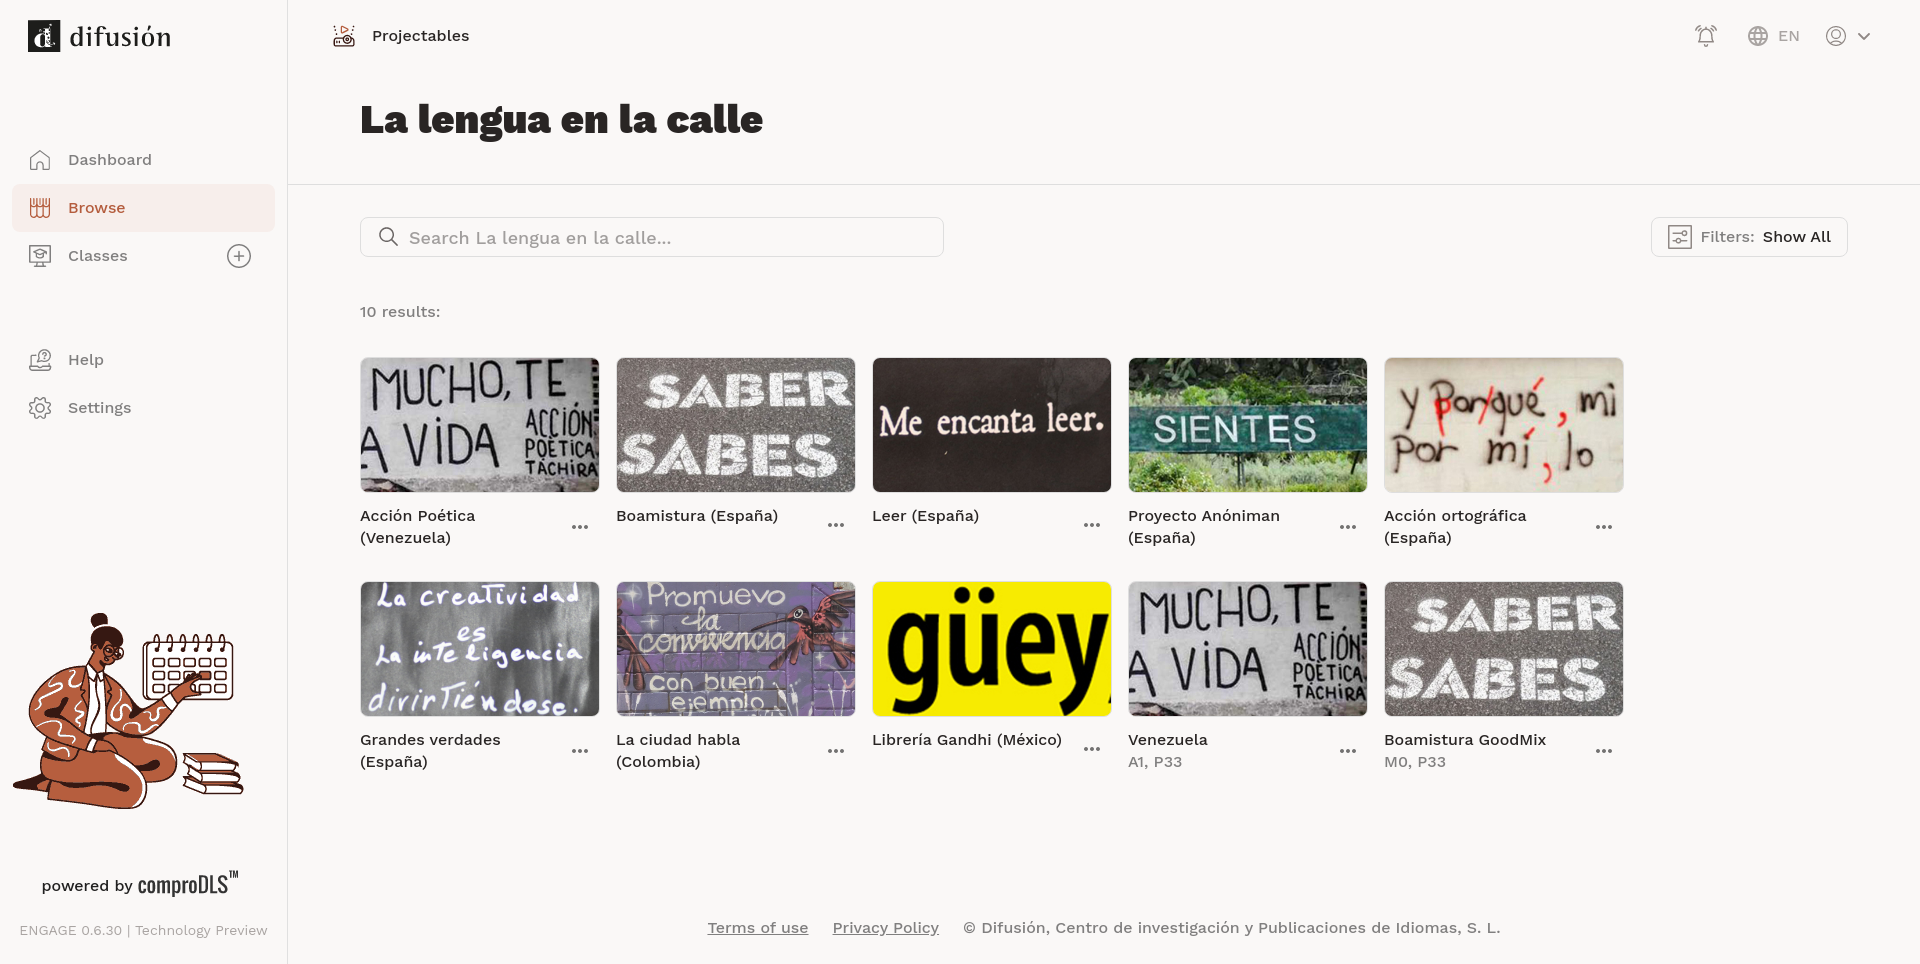 difusión
Projectables
EN
La lengua en la calle
Dashboard
Browse
Classes
Help
Settings
Search La lengua en la calle...
Filters: Show All
10 results:
MUCHO, TE
A VIDA
ACCIÓN
POÉTICA
TÁCHIRA
SABER
SABES
Me encanta leer.
SIENTES
y Porqué, mi
por mí, lo
Acción Poética
(Venezuela)
Boamistura (España)
Leer (España)
Proyecto Anóniman
(España)
Acción ortográfica
(España)
La creatividad
es
La inteligencia
divirTiéndose.
Promuevo
la
convivencia
con buen
ejemplo
güey
MUCHO, TE
A VIDA
ACCIÓN
POÉTICA
TÁCHIRA
SABER
SABES
Grandes verdades
(España)
La ciudad habla
(Colombia)
Librería Gandhi (México)
Venezuela
A1, P33
Boamistura GoodMix
M0, P33
powered by comproDLS™
ENGAGE 0.6.30 | Technology Preview
Terms of use
Privacy Policy
© Difusión, Centro de investigación y Publicaciones de Idiomas, S. L.